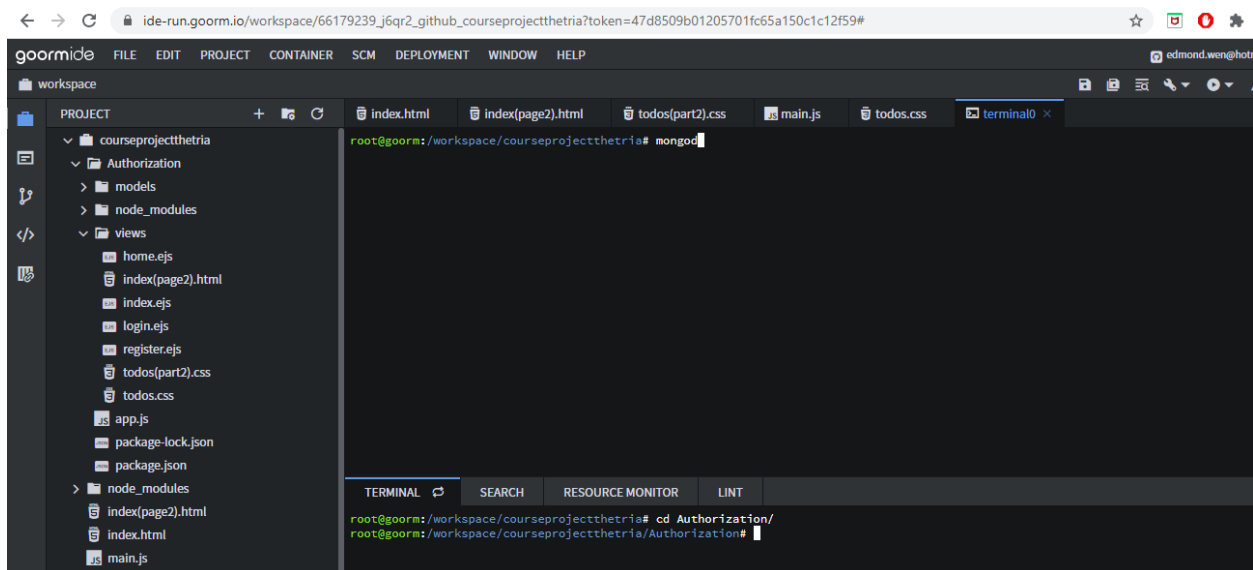 ide-run.goorm.io/workspace/66179239_j6qr2_github_courseprojectthetria?token=47d8509b01205701fc65a150c1c12f59#
goormide FILE EDIT PROJECT CONTAINER SCM DEPLOYMENT WINDOW HELP
edmond.wen@hotm
workspace
PROJECT
index.html index(page2).html todos(part2).css main.js todos.css terminal0
courseprojectthetria
Authorization
models
node_modules
views
home.ejs
index(page2).html
index.ejs
login.ejs
register.ejs
todos(part2).css
todos.css
app.js
package-lock.json
package.json
node_modules
index(page2).html
index.html
main.js
root@goorm:/workspace/courseprojectthetria# mongod
TERMINAL SEARCH RESOURCE MONITOR LINT
root@goorm:/workspace/courseprojectthetria# cd Authorization/
root@goorm:/workspace/courseprojectthetria/Authorization#